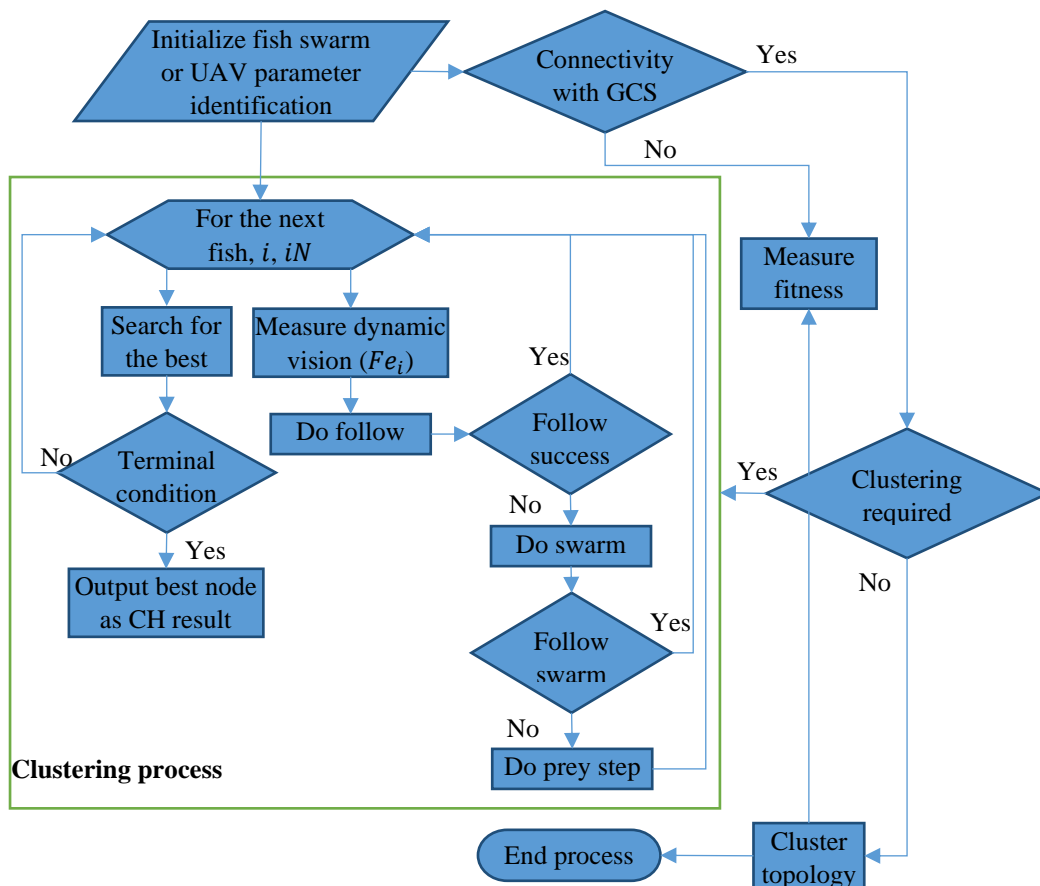 Initialize fish swarm
or UAV parameter
identification
Connectivity
with GCS
Yes
No
For the next
fish, i, iN
Measure
fitness
Search for
the best
Measure dynamic
vision (Feᵢ)
Yes
Do follow
Follow
success
No
Terminal
condition
Yes
Clustering
required
No
Do swarm
Yes
No
Output best node
as CH result
Follow
swarm
Yes
No
Do prey step
Clustering process
End process
Cluster
topology